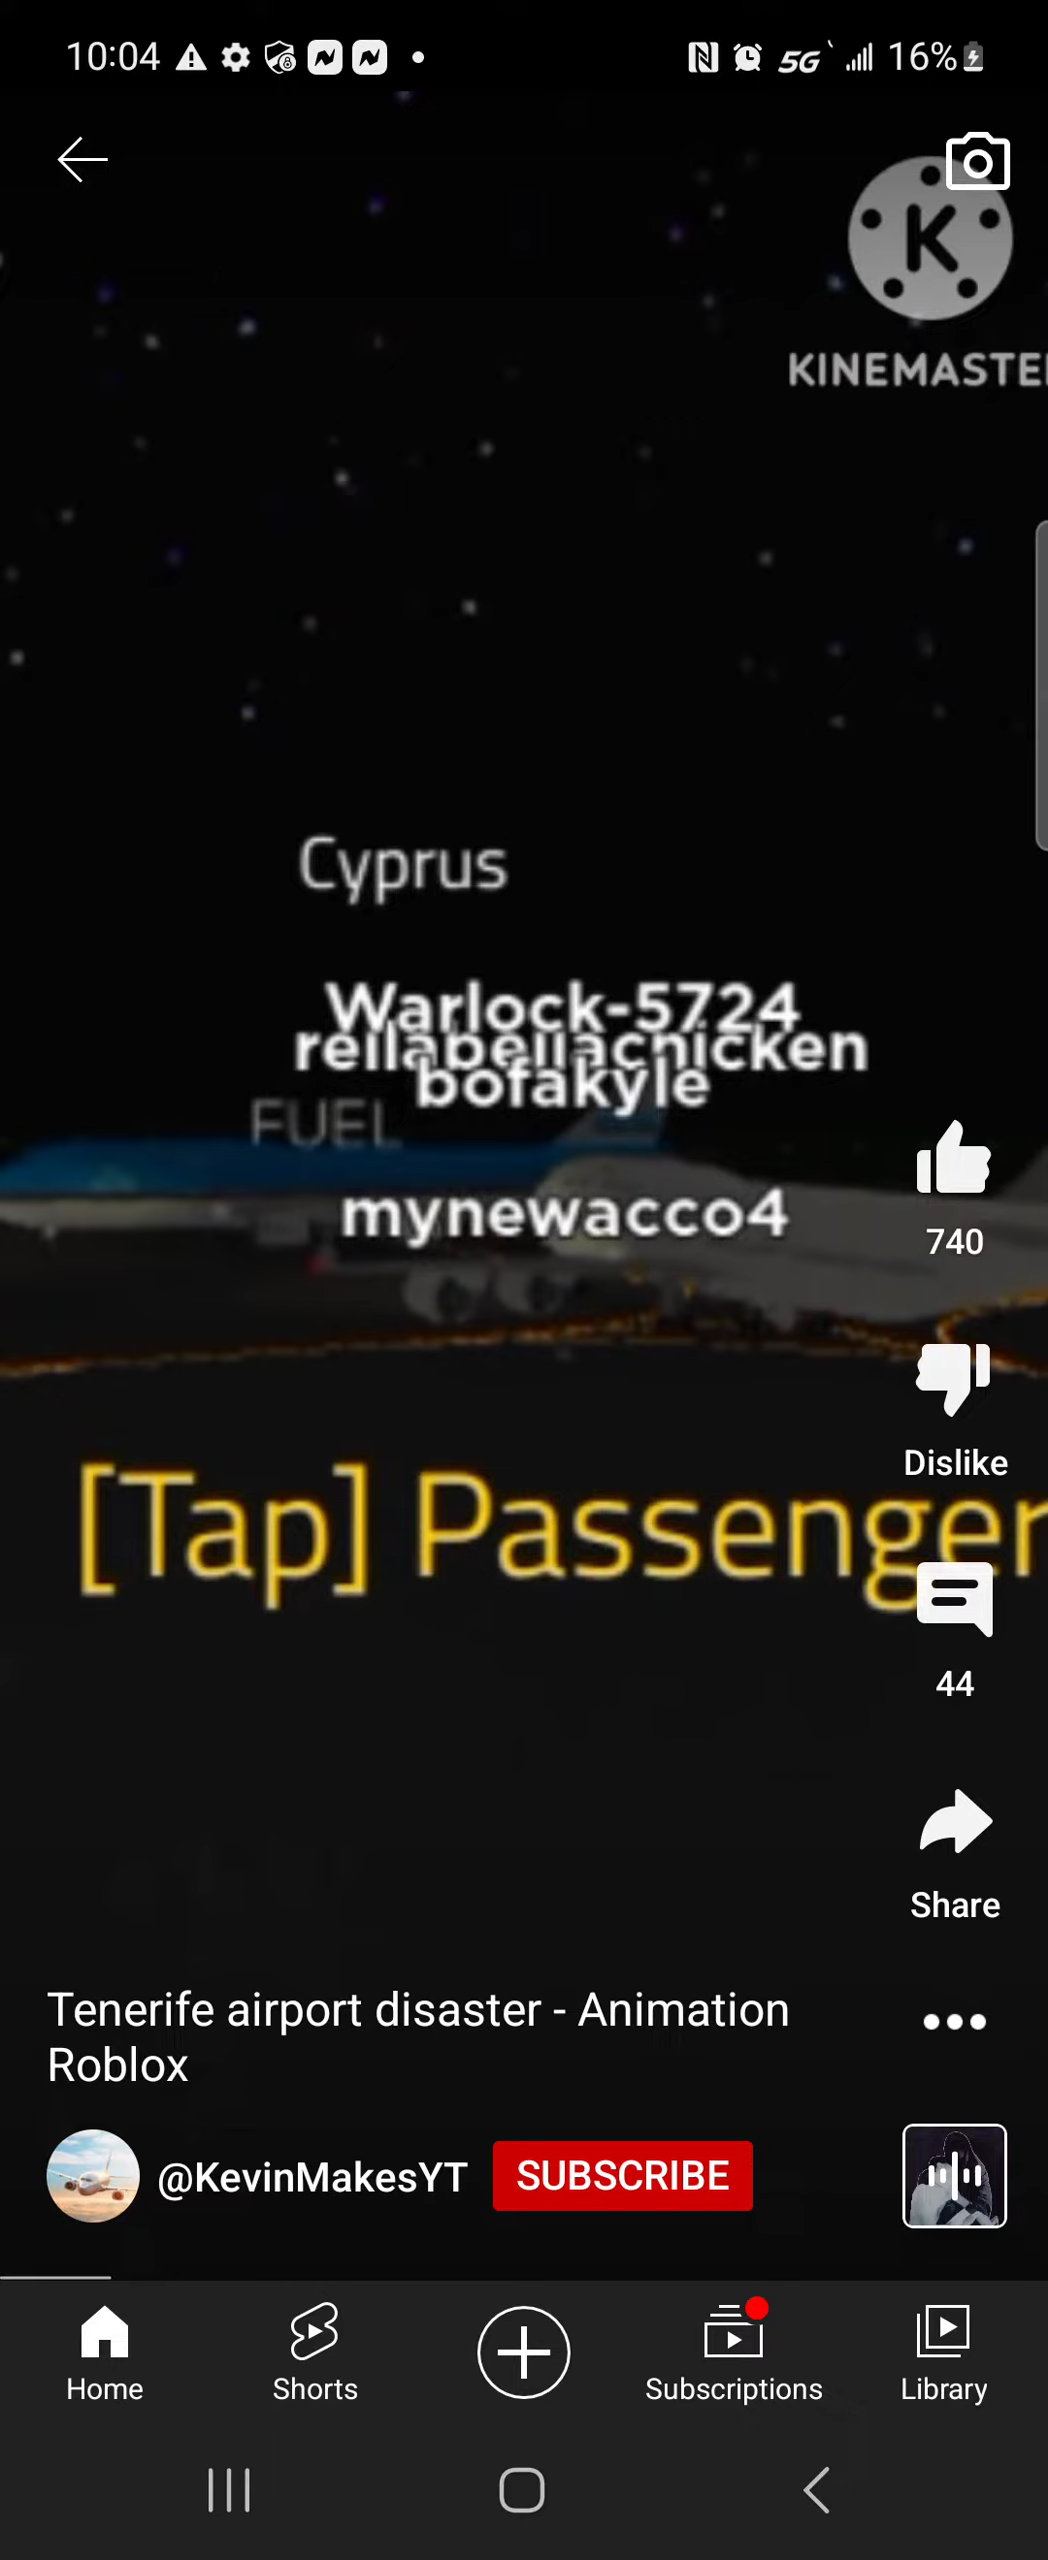 10:04
5G 16%
K
KINEMASTE
Cyprus
Warlock-5724
bofakyle
FUEL
mynewacco4
740
Dislike
[Tap] Passenger
44
Share
Tenerife airport disaster - Animation
Roblox
@KevinMakesYT SUBSCRIBE
Home Shorts Subscriptions Library